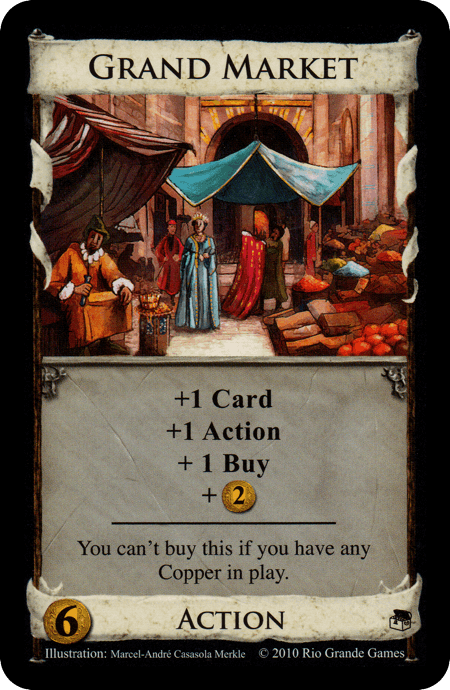 GRAND MARKET
+1 Card
+1 Action
+ 1 Buy
+ 2
You can't buy this if you have any
Copper in play.
6 ACTION
Illustration: Marcel-André Casasola Merkle © 2010 Rio Grande Games